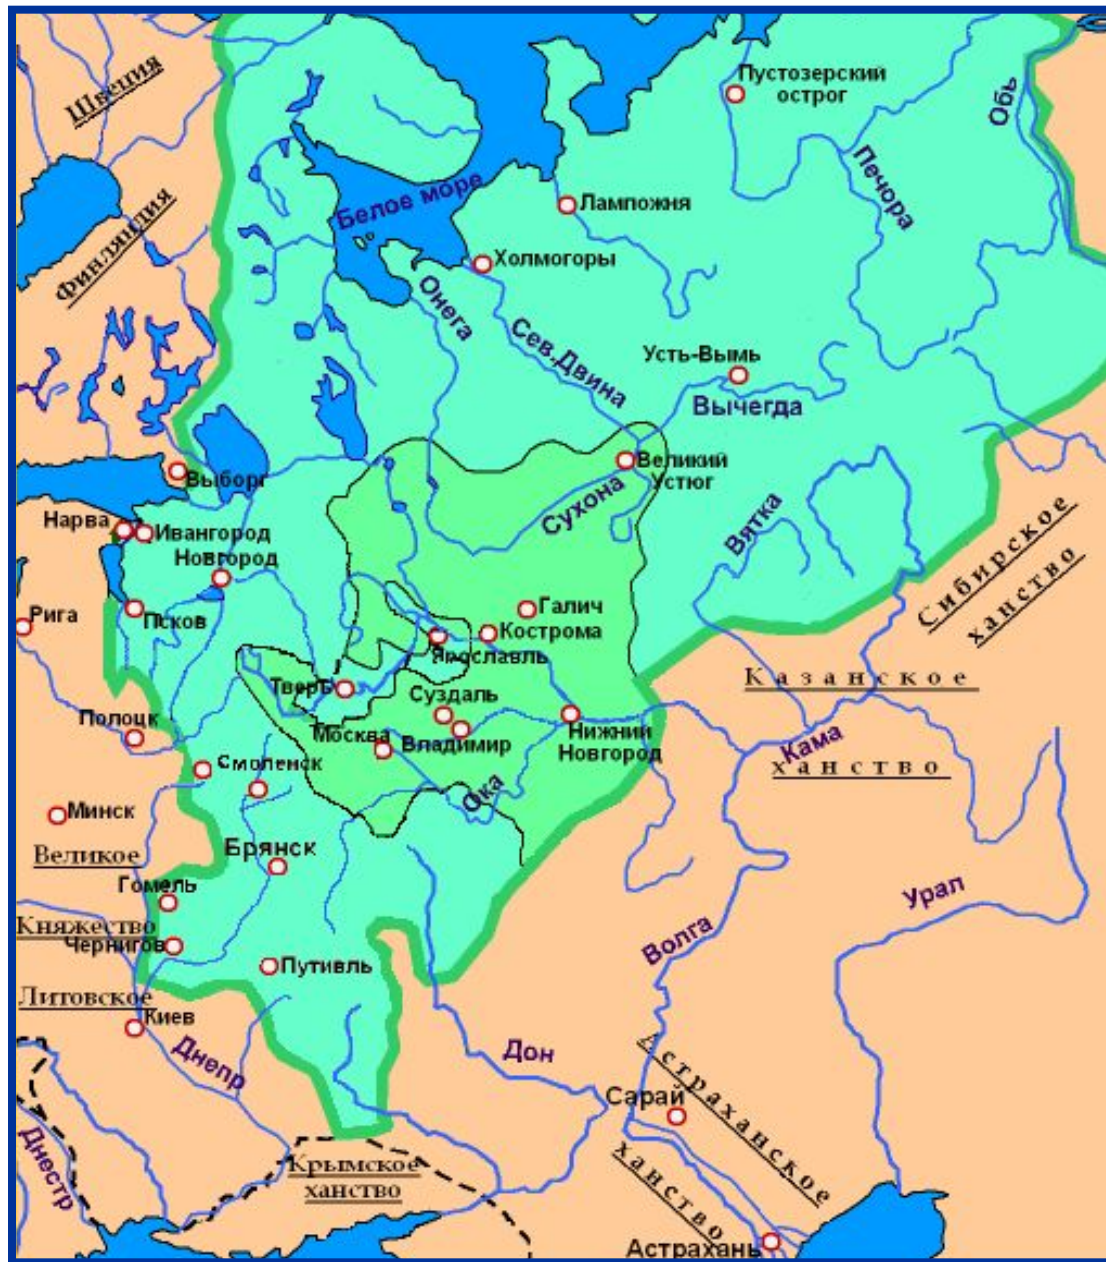 Швеция
Финляндия
Белое море
Пустозерский
острог
Обь
Печора
Лампожня
Холмогоры
Онега
Сев.Двина
Усть-Вымь
Вычегда
Великий
Устюг
Сухона
Вятка
Выборг
Нарва
Ивангород
Новгород
Псков
Рига
Галич
Кострома
Ярославль
Сибирское
ханство
Тверь
Суздаль
Москва
Владимир
Нижний
Новгород
Казанское
ханство
Кама
Полоцк
Смоленск
Ока
Минск
Великое
Княжество
Литовское
Брянск
Гомель
Чернигов
Путивль
Киев
Днепр
Днестр
Дон
Волга
Урал
Сарай
Астраханское
ханство
Крымское
ханство
Астрахань